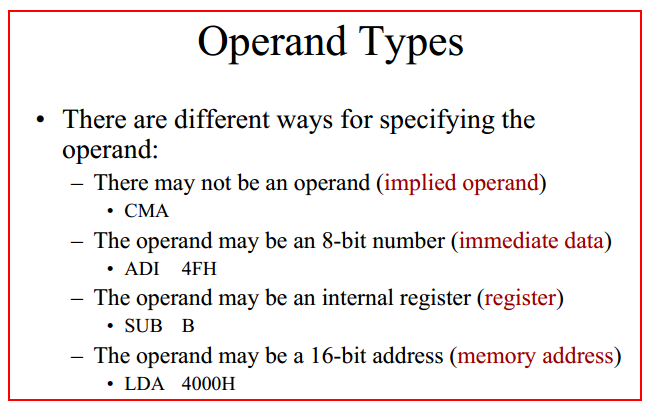 Operand Types
• There are different ways for specifying the
operand:
– There may not be an operand (implied operand)
• CMA
– The operand may be an 8-bit number (immediate data)
• ADI 4FH
– The operand may be an internal register (register)
• SUB B
– The operand may be a 16-bit address (memory address)
• LDA 4000H